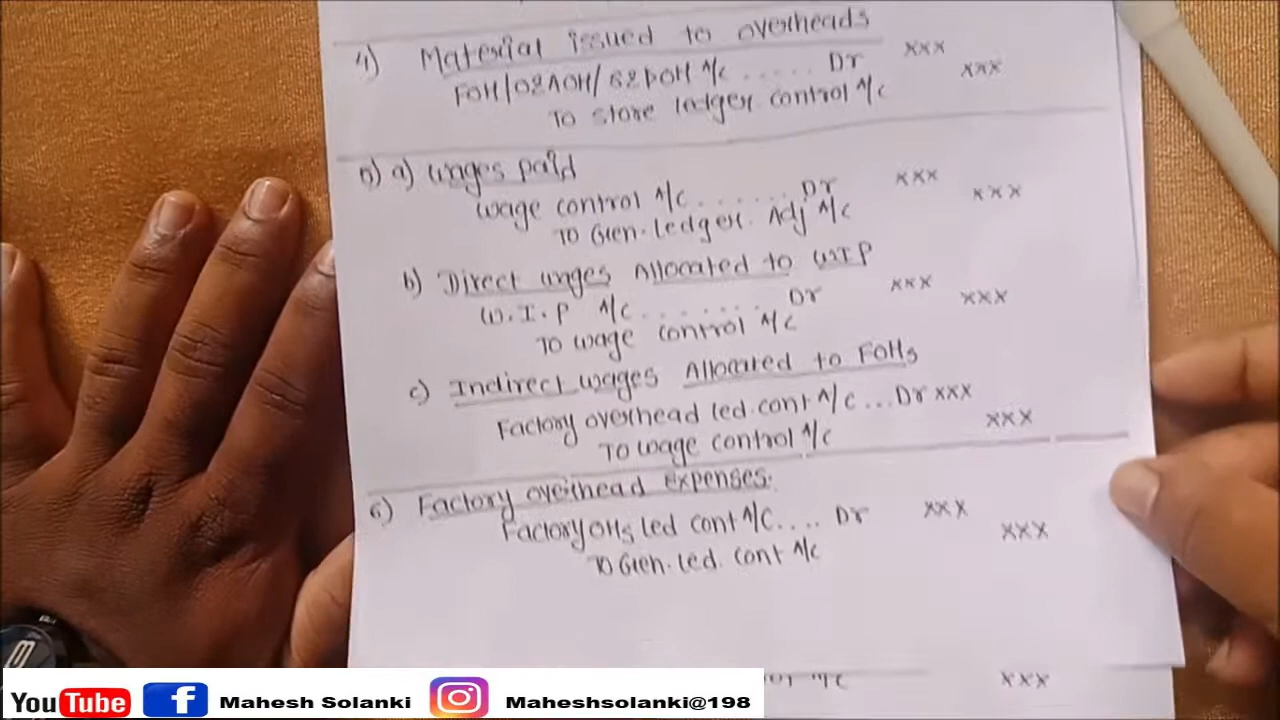 4) Material issued to overheads
FOH/O&AOH/S&DOH A/c ..... Dr xxx
To store ledger control A/c xxx
5) a) wages paid
wage control A/c ....... Dr xxx
To Gen. Ledger. Adj A/c xxx
b) Direct wages Allocated to WIP
W.I.P A/c ....... Dr xxx
To wage control A/c xxx
c) Indirect wages Allocated to FOHs
Factory overhead led.cont A/c ...Dr xxx
To wage control A/c xxx
6) Factory overhead Expenses.
Factory OHs led cont A/C.... Dr xxx
To Gen. Led. cont A/c xxx
xxx
YouTube f Mahesh Solanki Maheshsolanki@198